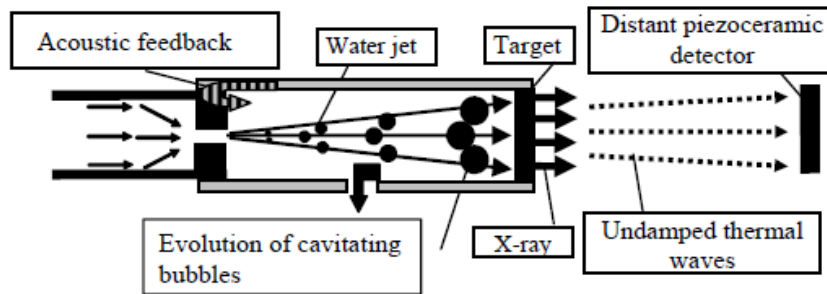 Acoustic feedback
Water jet
Target
Distant piezoceramic
detector
Evolution of cavitating
bubbles
X-ray
Undamped thermal
waves